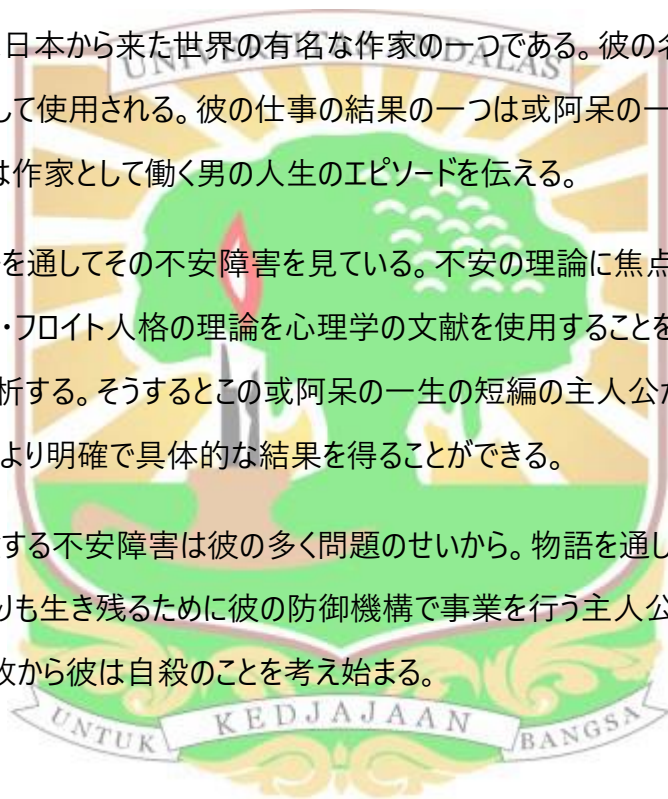 日本から来た世界の有名な作家の一つである。彼の名
UNIVERSITAS ANDALAS
して使用される。彼の仕事の結果の一つは或阿呆の一
は作家として働く男の人生のエピソードを伝える。
を通してその不安障害を見ている。不安の理論に焦点
・フロイト人格の理論を心理学の文献を使用することを
析する。そうするとこの或阿呆の一生の短編の主人公が
より明確で具体的な結果を得ることができる。
する不安障害は彼の多く問題のせいから。物語を通し
りも生き残るために彼の防御機構で事業を行う主人公
敗から彼は自殺のことを考え始まる。
UNTUK KEDJAJAAN BANGSA